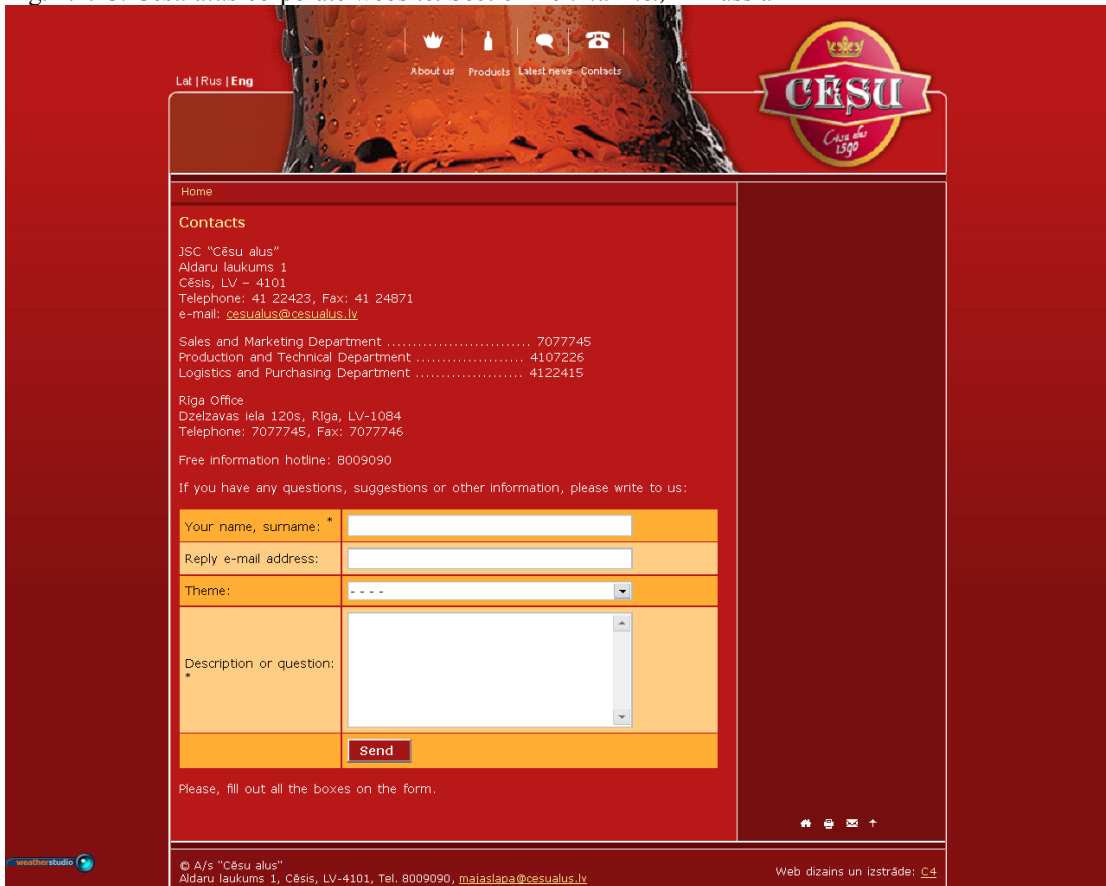 About us Products Latest news Contacts
Lat | Rus | Eng
CĒSU
Cēsu alus
1590
Home
Contacts
JSC “Cēsu alus”
Aldaru laukums 1
Cēsis, LV – 4101
Telephone: 41 22423, Fax: 41 24871
e-mail: cesualus@cesualus.lv
Sales and Marketing Department ............................ 7077745
Production and Technical Department ..................... 4107226
Logistics and Purchasing Department ..................... 4122415
Rīga Office
Dzelzavas iela 120s, Rīga, LV-1084
Telephone: 7077745, Fax: 7077746
Free information hotline: 8009090
If you have any questions, suggestions or other information, please write to us:
Your name, surname: *
Reply e-mail address:
Theme:
- - - -
Description or question:
*
Send
Please, fill out all the boxes on the form.
weatherstudio
© A/s "Cēsu alus"
Aldaru laukums 1, Cēsis, LV-4101, Tel. 8009090, majaslapa@cesualus.lv
Web dizains un izstrāde: C4